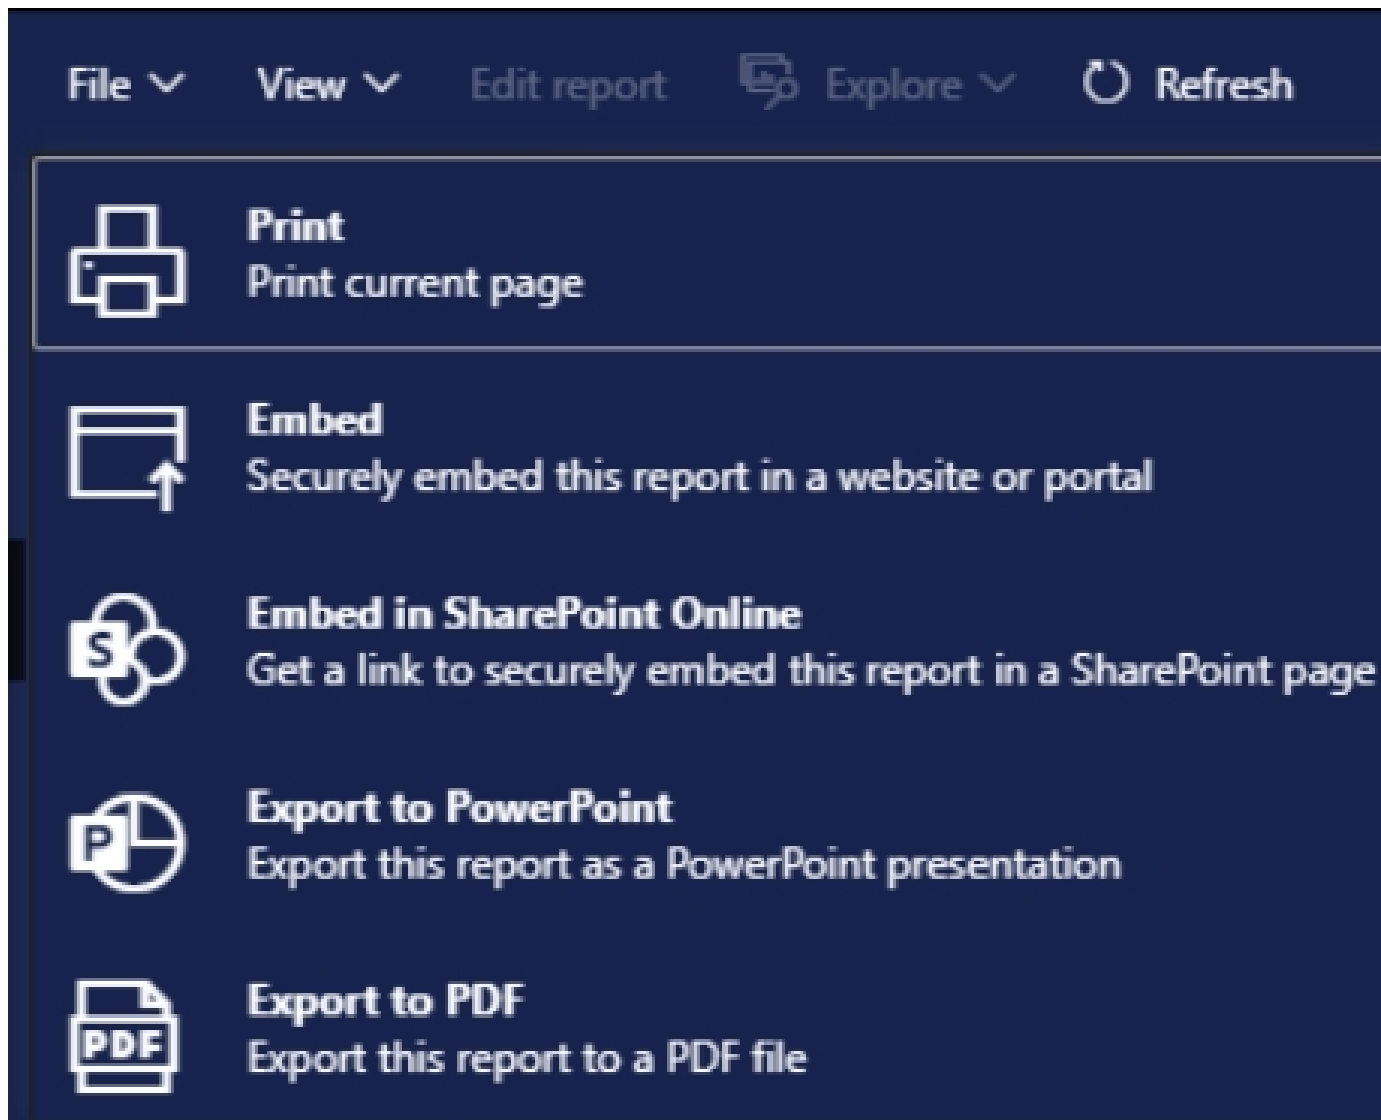 File View Edit report Explore Refresh
Print
Print current page
Embed
Securely embed this report in a website or portal
S
Embed in SharePoint Online
Get a link to securely embed this report in a SharePoint page
P
Export to PowerPoint
Export this report as a PowerPoint presentation
PDF
Export to PDF
Export this report to a PDF file